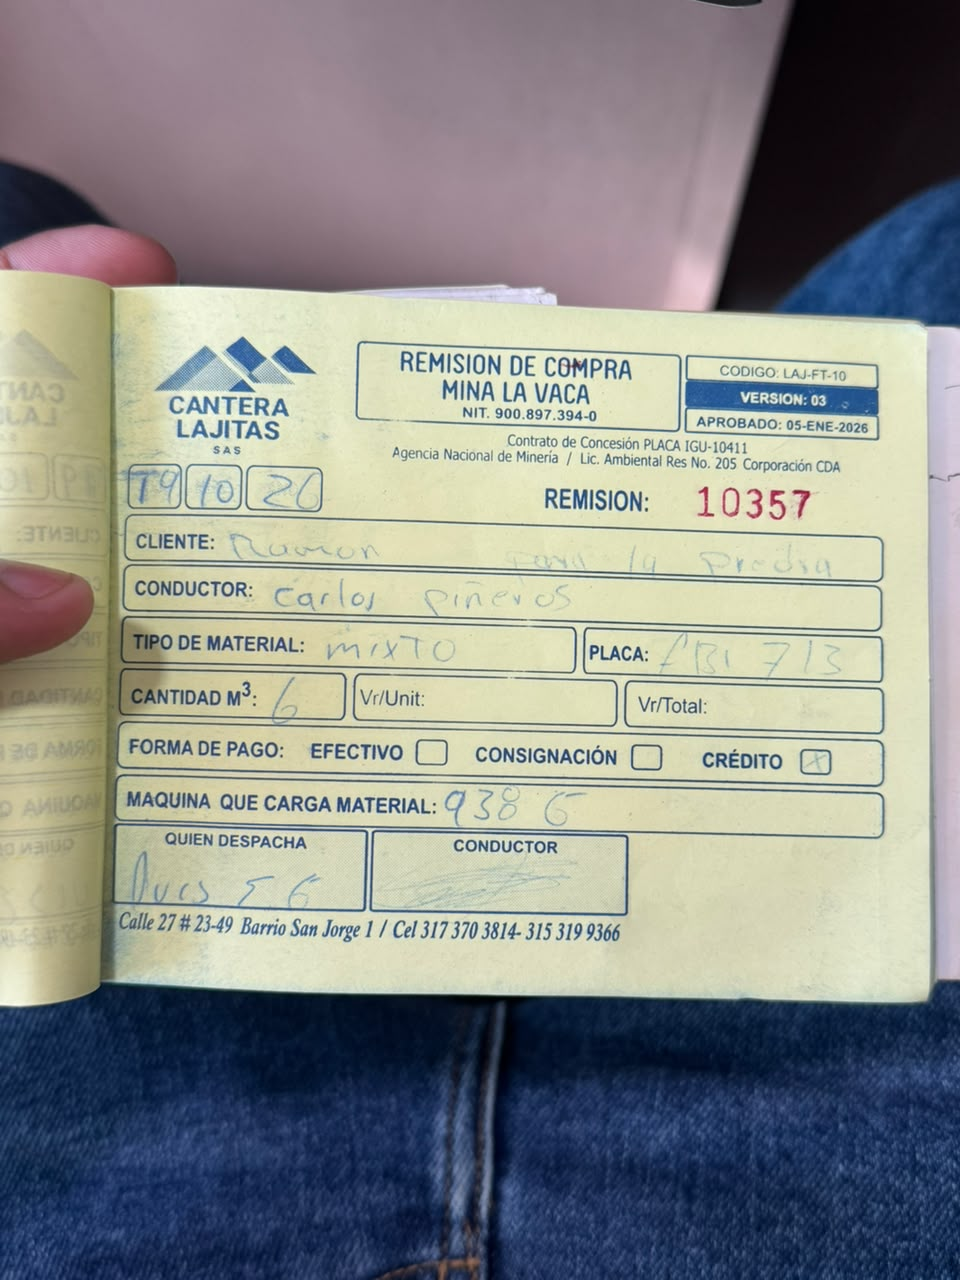 CANTERA
LAJITAS
SAS
REMISION DE COMPRA
MINA LA VACA
NIT. 900.897.394-0
CODIGO: LAJ-FT-10
VERSION: 03
APROBADO: 05-ENE-2026
Contrato de Concesión PLACA IGU-10411
Agencia Nacional de Minería / Lic. Ambiental Res No. 205 Corporación CDA
19 10 26
REMISION: 10357
CLIENTE: Ramon para la
CONDUCTOR: Carlos Piñeros
TIPO DE MATERIAL: mixto
PLACA: 713
CANTIDAD M³: 6
Vr/Unit:
Vr/Total:
FORMA DE PAGO: EFECTIVO CONSIGNACIÓN CRÉDITO X
MAQUINA QUE CARGA MATERIAL: 938 G
QUIEN DESPACHA
CONDUCTOR
Calle 27 # 23-49 Barrio San Jorge 1 / Cel 317 370 3814- 315 319 9366